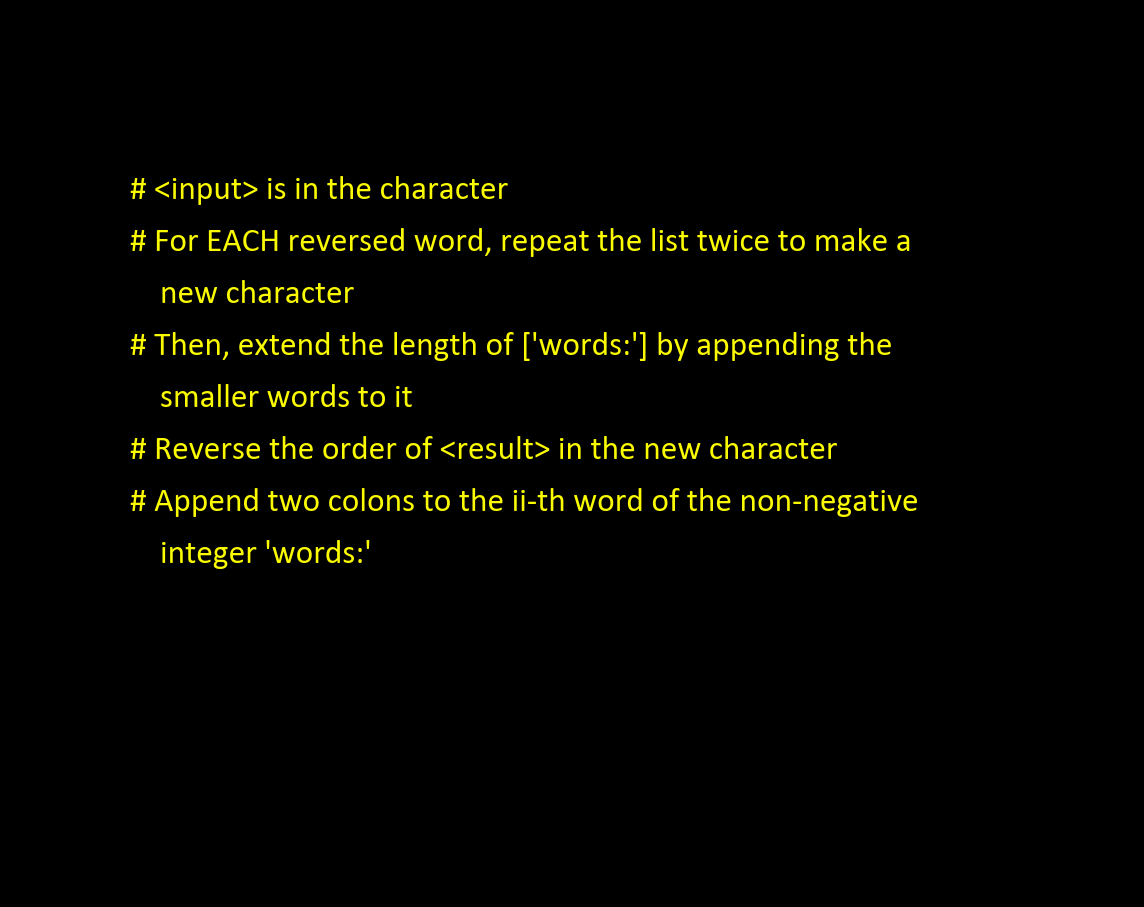 # <input> is in the character
# For EACH reversed word, repeat the list twice to make a
new character
# Then, extend the length of ['words:'] by appending the
smaller words to it
# Reverse the order of <result> in the new character
# Append two colons to the ii-th word of the non-negative
integer 'words:'